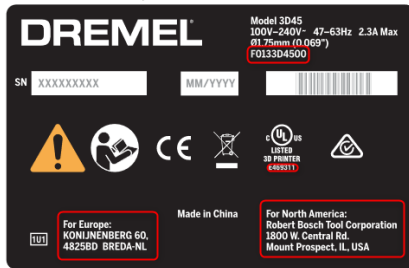 DREMEL
Model 3D45
100V-240V~ 47-63Hz 2.3A Max
Ø1.75mm (0.069")
F0133D4500
SN XXXXXXXXX MM/YYYY
CE
c UL US
LISTED
3D PRINTER
E469311
1U1
For Europe:
KONIJNENBERG 60,
4825BD BREDA-NL
Made in China
For North America:
Robert Bosch Tool Corporation
1800 W. Central Rd.
Mount Prospect, IL, USA